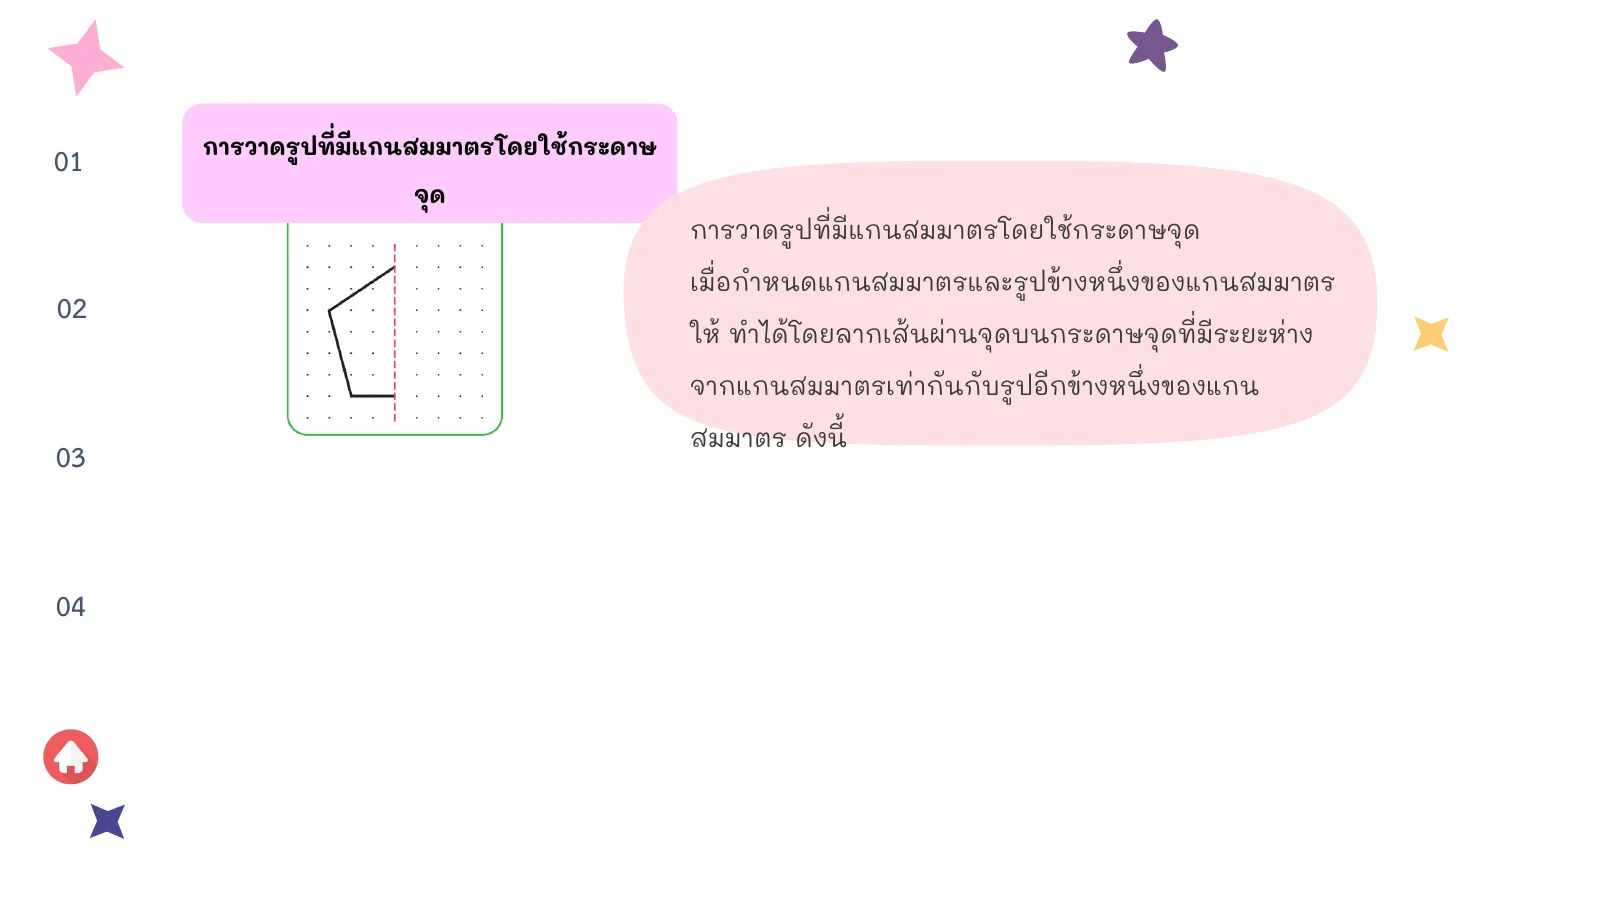 การวาดรูปที่มีแกนสมมาตรโดยใช้กระดาษ
จุด
01
02
03
04
การวาดรูปที่มีแกนสมมาตรโดยใช้กระดาษจุด
เมื่อกำหนดแกนสมมาตรและรูปข้างหนึ่งของแกนสมมาตร
ให้ ทำได้โดยลากเส้นผ่านจุดบนกระดาษจุดที่มีระยะห่าง
จากแกนสมมาตรเท่ากันกับรูปอีกข้างหนึ่งของแกน
สมมาตร ดังนี้